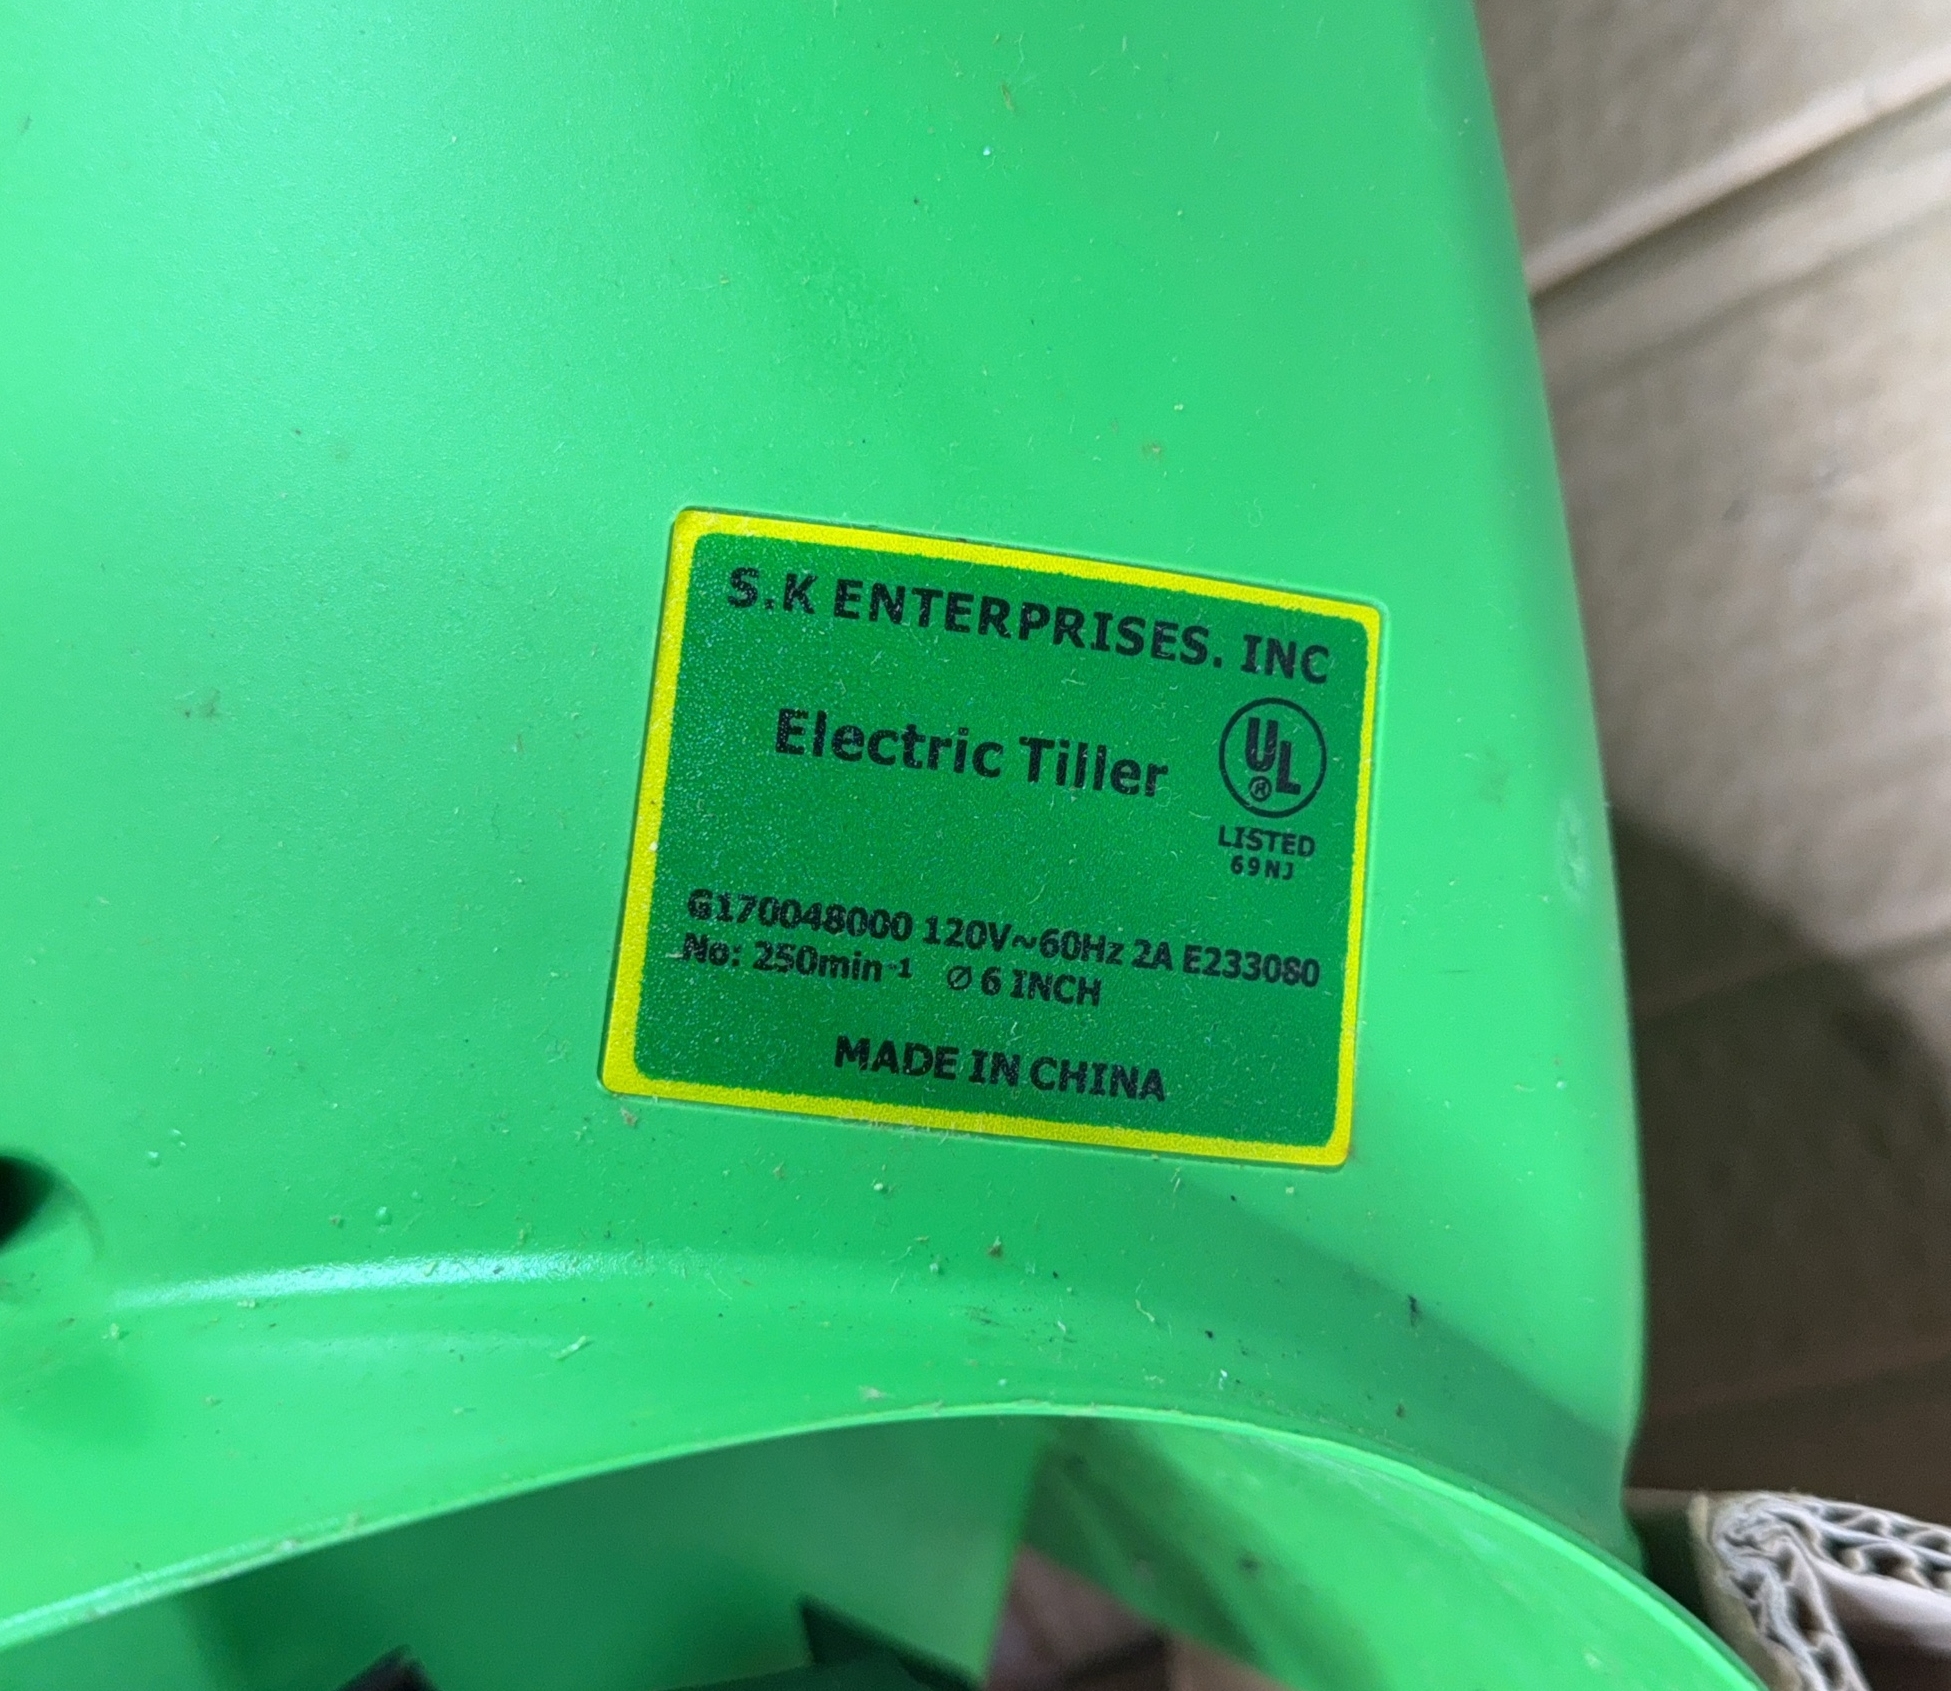 S.K ENTERPRISES. INC
Electric Tiller
UL
®
LISTED
69NJ
G170048000 120V~60Hz 2A E233080
No: 250min⁻¹ Ø 6 INCH
MADE IN CHINA